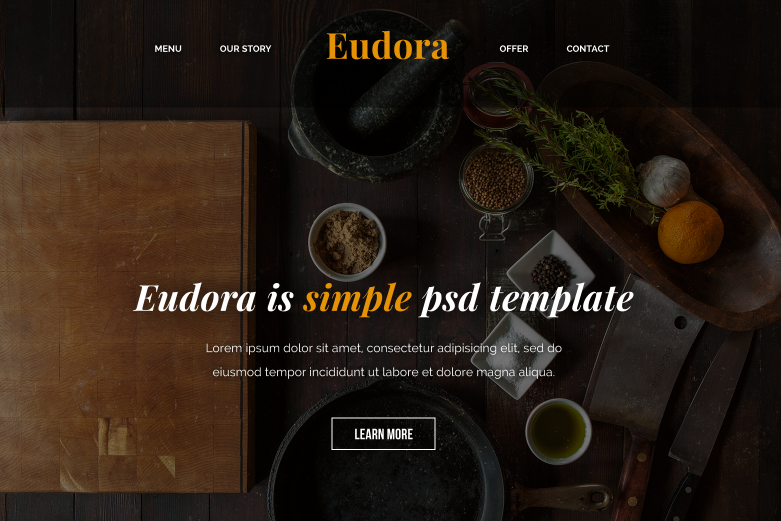 MENU OUR STORY Eudora OFFER CONTACT
Eudora is simple psd template
Lorem ipsum dolor sit amet, consectetur adipisicing elit, sed do
eiusmod tempor incididunt ut labore et dolore magna aliqua.
LEARN MORE